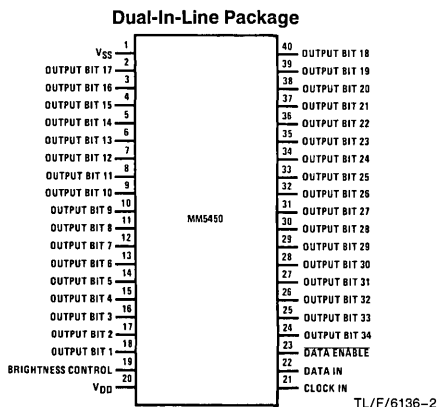 Dual-In-Line Package
VSS 1
OUTPUT BIT 17 2
OUTPUT BIT 16 3
OUTPUT BIT 15 4
OUTPUT BIT 14 5
OUTPUT BIT 13 6
OUTPUT BIT 12 7
OUTPUT BIT 11 8
OUTPUT BIT 10 9
OUTPUT BIT 9 10
OUTPUT BIT 8 11
OUTPUT BIT 7 12
OUTPUT BIT 6 13
OUTPUT BIT 5 14
OUTPUT BIT 4 15
OUTPUT BIT 3 16
OUTPUT BIT 2 17
OUTPUT BIT 1 18
BRIGHTNESS CONTROL 19
VDD 20
MM5450
40 OUTPUT BIT 18
39 OUTPUT BIT 19
38 OUTPUT BIT 20
37 OUTPUT BIT 21
36 OUTPUT BIT 22
35 OUTPUT BIT 23
34 OUTPUT BIT 24
33 OUTPUT BIT 25
32 OUTPUT BIT 26
31 OUTPUT BIT 27
30 OUTPUT BIT 28
29 OUTPUT BIT 29
28 OUTPUT BIT 30
27 OUTPUT BIT 31
26 OUTPUT BIT 32
25 OUTPUT BIT 33
24 OUTPUT BIT 34
23 DATA ENABLE
22 DATA IN
21 CLOCK IN
TL/F/6136-2